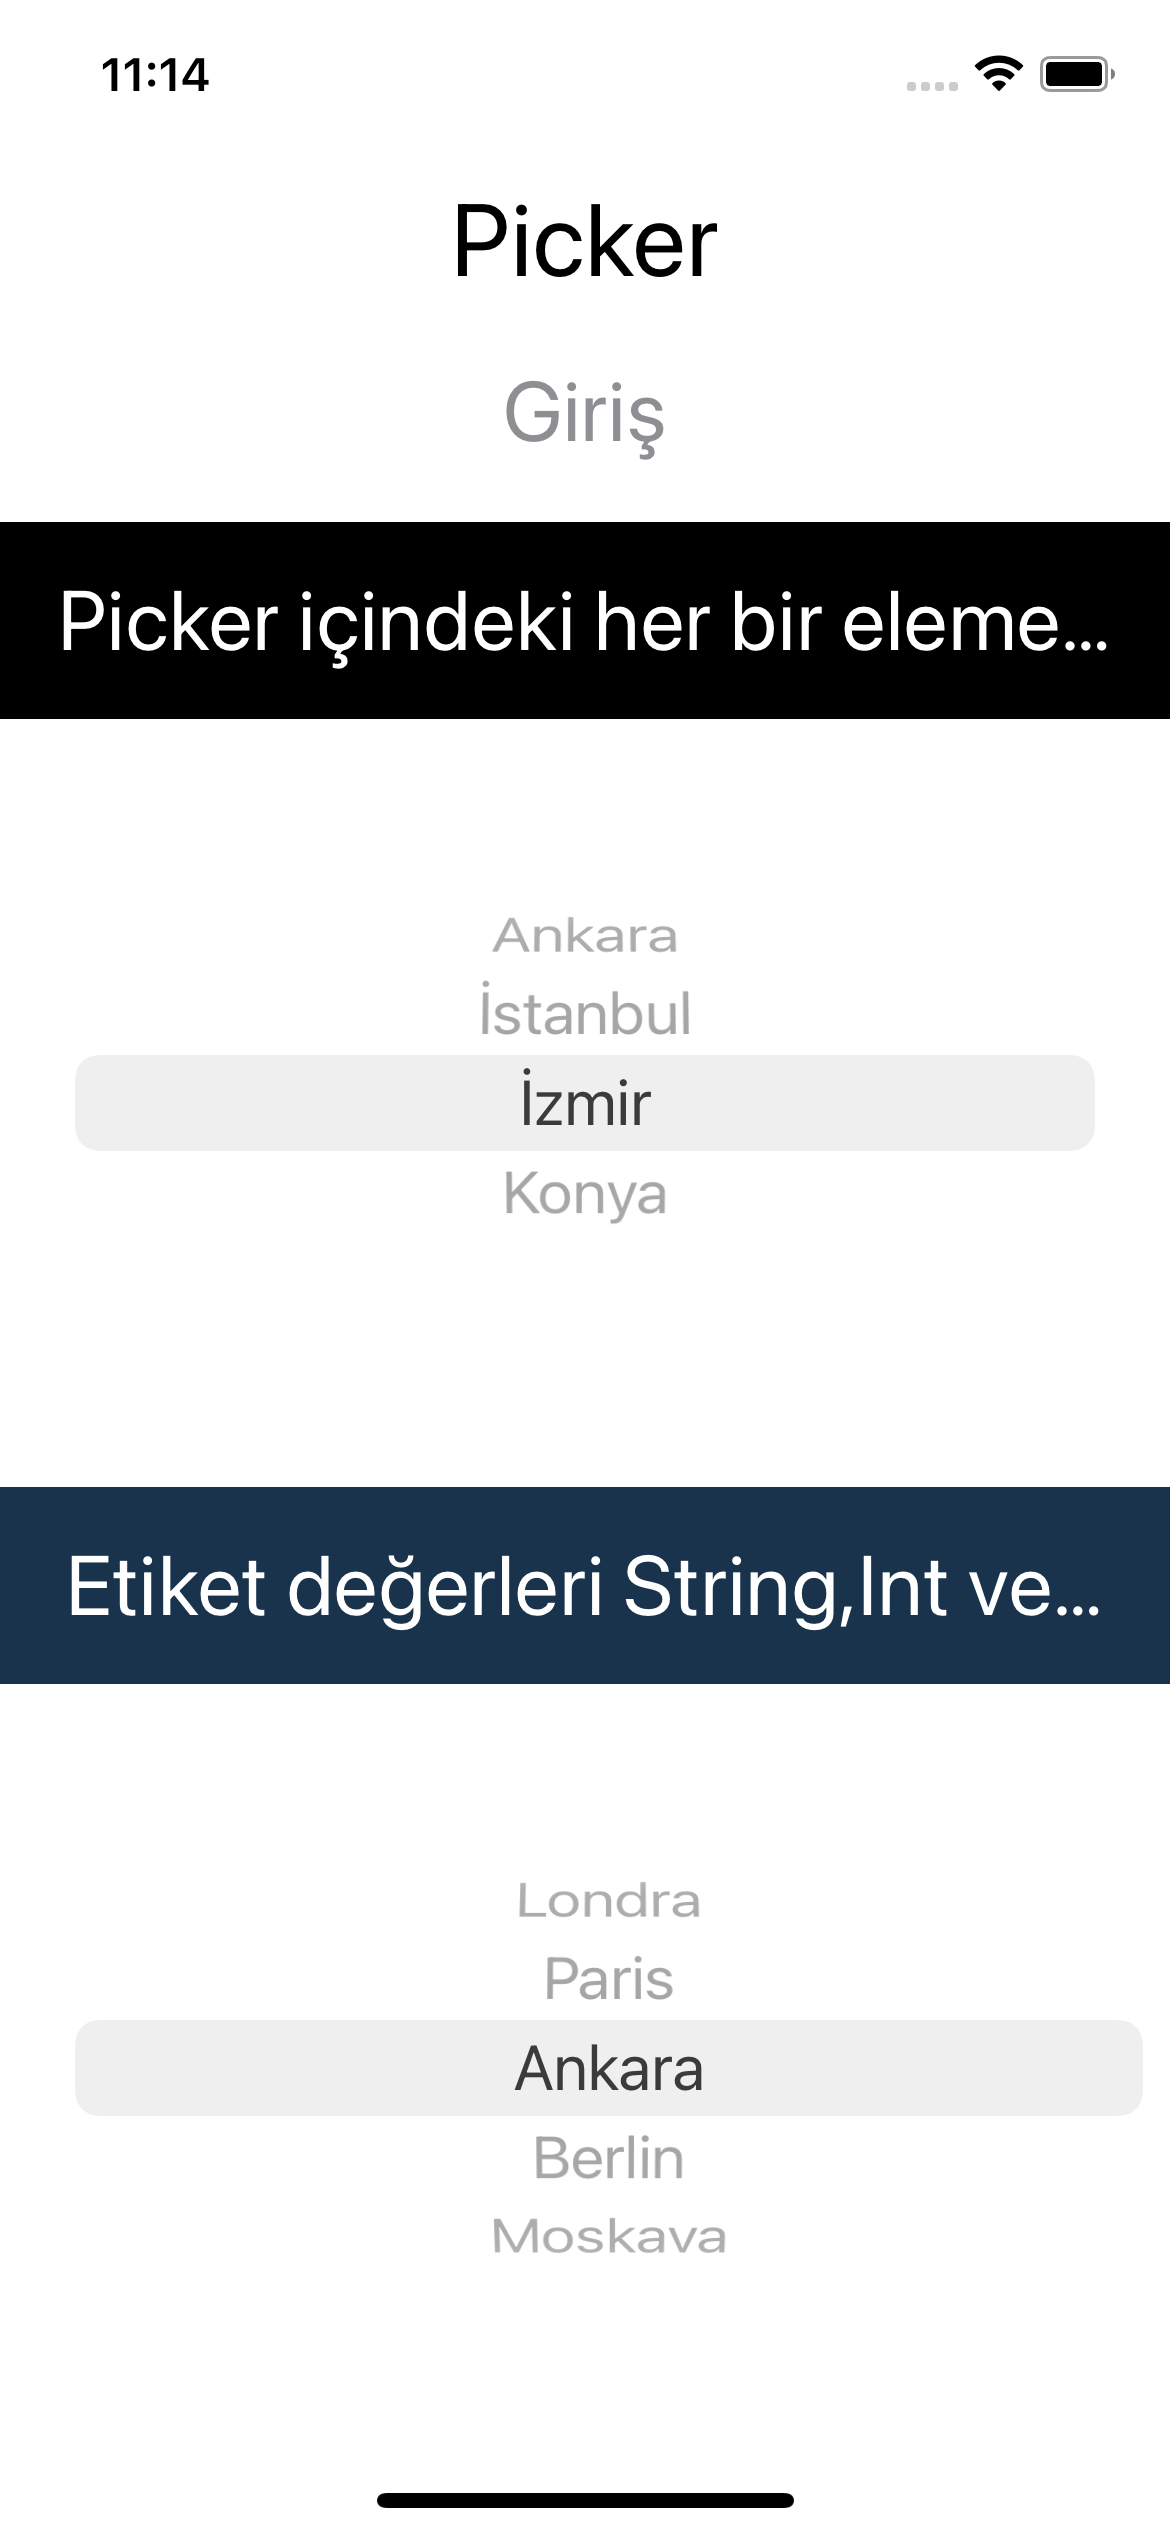 11:14
Picker
Giriş
Picker içindeki her bir eleme...
Ankara
İstanbul
İzmir
Konya
Etiket değerleri String,Int ve...
Londra
Paris
Ankara
Berlin
Moskava